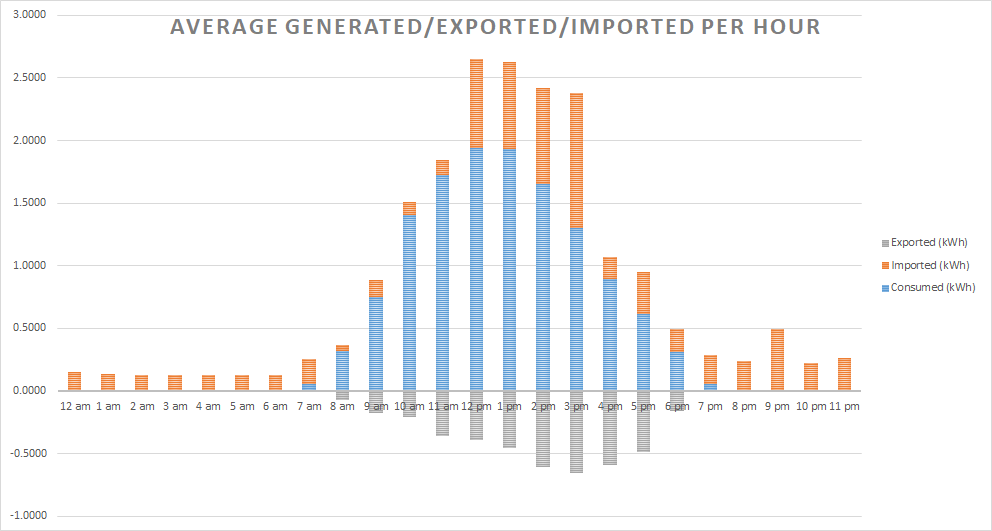 AVERAGE GENERATED/EXPORTED/IMPORTED PER HOUR
3.0000
2.5000
2.0000
1.5000
1.0000
0.5000
0.0000
-0.5000
-1.0000
12 am 1 am 2 am 3 am 4 am 5 am 6 am 7 am 8 am 9 am 10 am 11 am 12 pm 1 pm 2 pm 3 pm 4 pm 5 pm 6 pm 7 pm 8 pm 9 pm 10 pm 11 pm
Exported (kWh)
Imported (kWh)
Consumed (kWh)